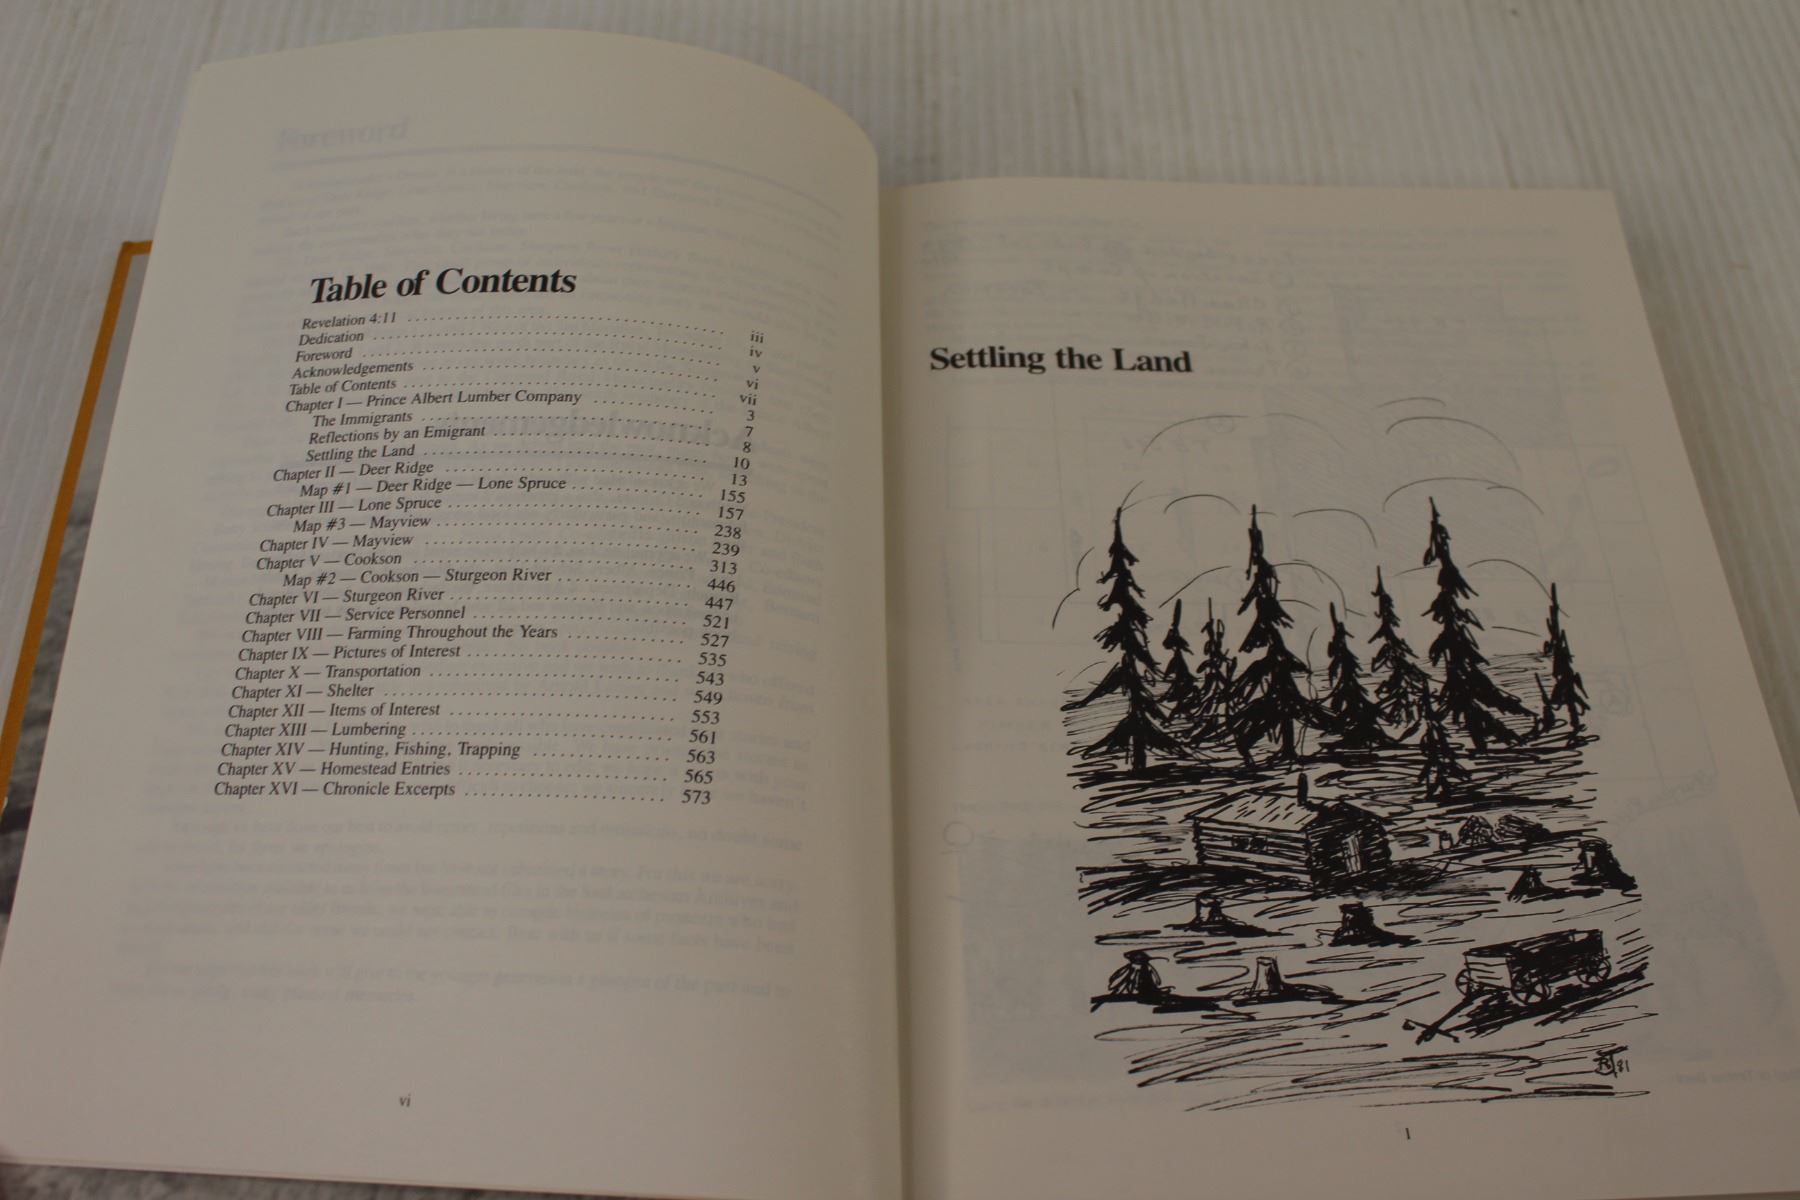 Table of Contents
Revelation 4:11 ........ iii
Dedication ........ iv
Foreword ........ v
Acknowledgements ........ vi
Table of Contents ........ vii
Chapter I — Prince Albert Lumber Company ........ 3
The Immigrants ........ 7
Reflections by an Emigrant ........ 8
Settling the Land ........ 10
Chapter II — Deer Ridge ........ 13
Map #1 — Deer Ridge — Lone Spruce ........ 155
Chapter III — Lone Spruce ........ 157
Map #3 — Mayview ........ 238
Chapter IV — Mayview ........ 239
Chapter V — Cookson ........ 313
Map #2 — Cookson — Sturgeon River ........ 446
Chapter VI — Sturgeon River ........ 447
Chapter VII — Service Personnel ........ 521
Chapter VIII — Farming Throughout the Years ........ 527
Chapter IX — Pictures of Interest ........ 535
Chapter X — Transportation ........ 543
Chapter XI — Shelter ........ 549
Chapter XII — Items of Interest ........ 553
Chapter XIII — Lumbering ........ 561
Chapter XIV — Hunting, Fishing, Trapping ........ 563
Chapter XV — Homestead Entries ........ 565
Chapter XVI — Chronicle Excerpts ........ 573
vi
Settling the Land
81
1